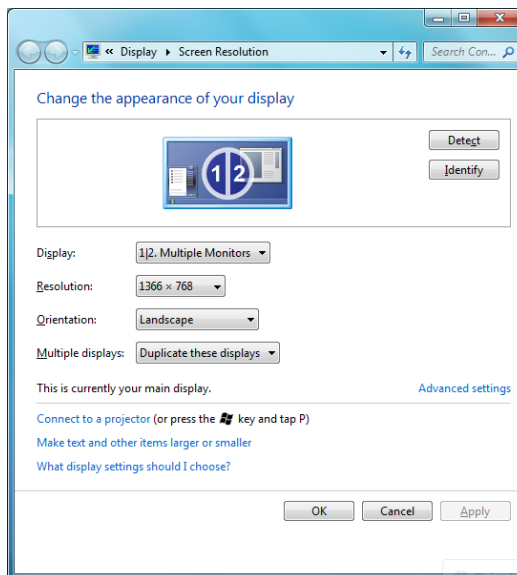 « Display ▸ Screen Resolution
Search Con...
Change the appearance of your display
1|2
Detect
Identify
Display: 1|2. Multiple Monitors
Resolution: 1366 × 768
Orientation: Landscape
Multiple displays: Duplicate these displays
This is currently your main display. Advanced settings
Connect to a projector (or press the key and tap P)
Make text and other items larger or smaller
What display settings should I choose?
OK Cancel Apply